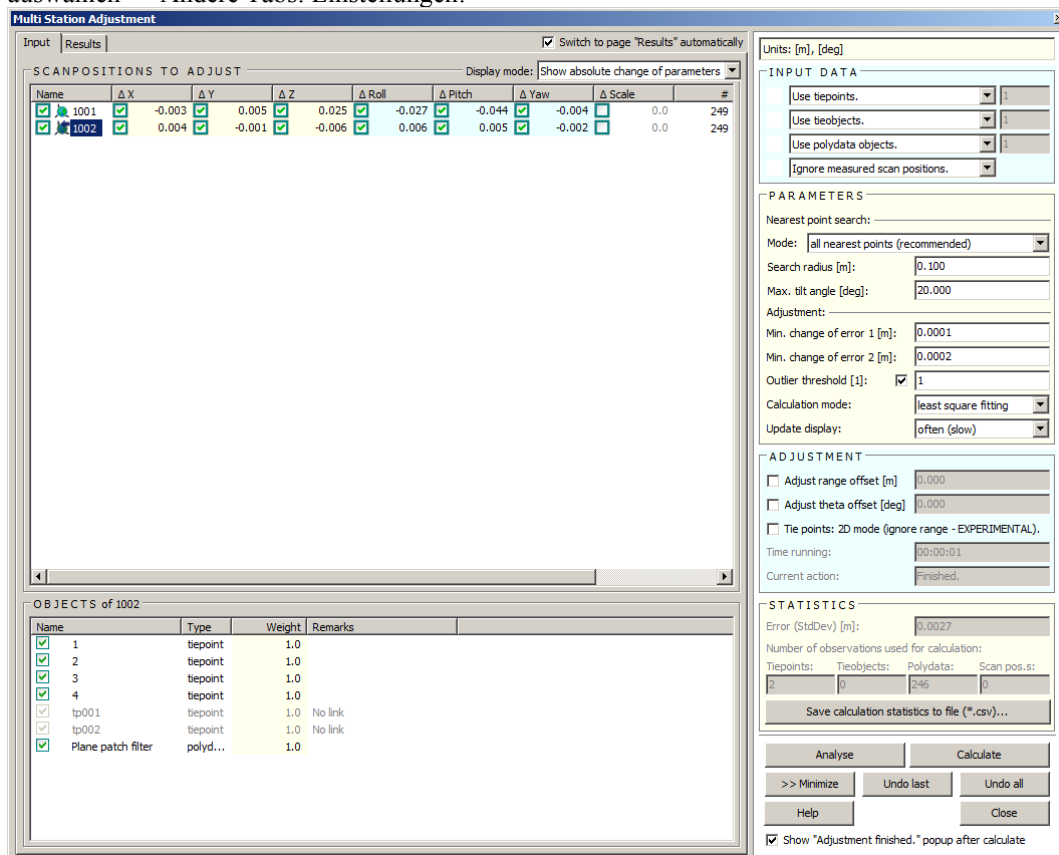 auswählen Andere Tabs: Einstellungen.
Multi Station Adjustment
Input Results Switch to page "Results" automatically
SCANPOSITIONS TO ADJUST Display mode: Show absolute change of parameters
Name Δ X Δ Y Δ Z Δ Roll Δ Pitch Δ Yaw Δ Scale #
1001 -0.003 0.005 0.025 -0.027 -0.044 -0.004 0.0 249
1002 0.004 -0.001 -0.006 0.006 0.005 -0.002 0.0 249
OBJECTS of 1002
Name Type Weight Remarks
1 tiepoint 1.0
2 tiepoint 1.0
3 tiepoint 1.0
4 tiepoint 1.0
tp001 tiepoint 1.0 No link
tp002 tiepoint 1.0 No link
Plane patch filter polyd... 1.0
Units: [m], [deg]
INPUT DATA
Use tiepoints. 1
Use tieobjects. 1
Use polydata objects. 1
Ignore measured scan positions.
PARAMETERS
Nearest point search:
Mode: all nearest points (recommended)
Search radius [m]: 0.100
Max. tilt angle [deg]: 20.000
Adjustment:
Min. change of error 1 [m]: 0.0001
Min. change of error 2 [m]: 0.0002
Outlier threshold [1]: 1
Calculation mode: least square fitting
Update display: often (slow)
ADJUSTMENT
Adjust range offset [m] 0.000
Adjust theta offset [deg] 0.000
Tie points: 2D mode (ignore range - EXPERIMENTAL).
Time running: 00:00:01
Current action: Finished.
STATISTICS
Error (StdDev) [m]: 0.0027
Number of observations used for calculation:
Tiepoints: Tieobjects: Polydata: Scan pos.s:
2 0 246 0
Save calculation statistics to file (*.csv)...
Analyse Calculate
>> Minimize Undo last Undo all
Help Close
Show "Adjustment finished." popup after calculate